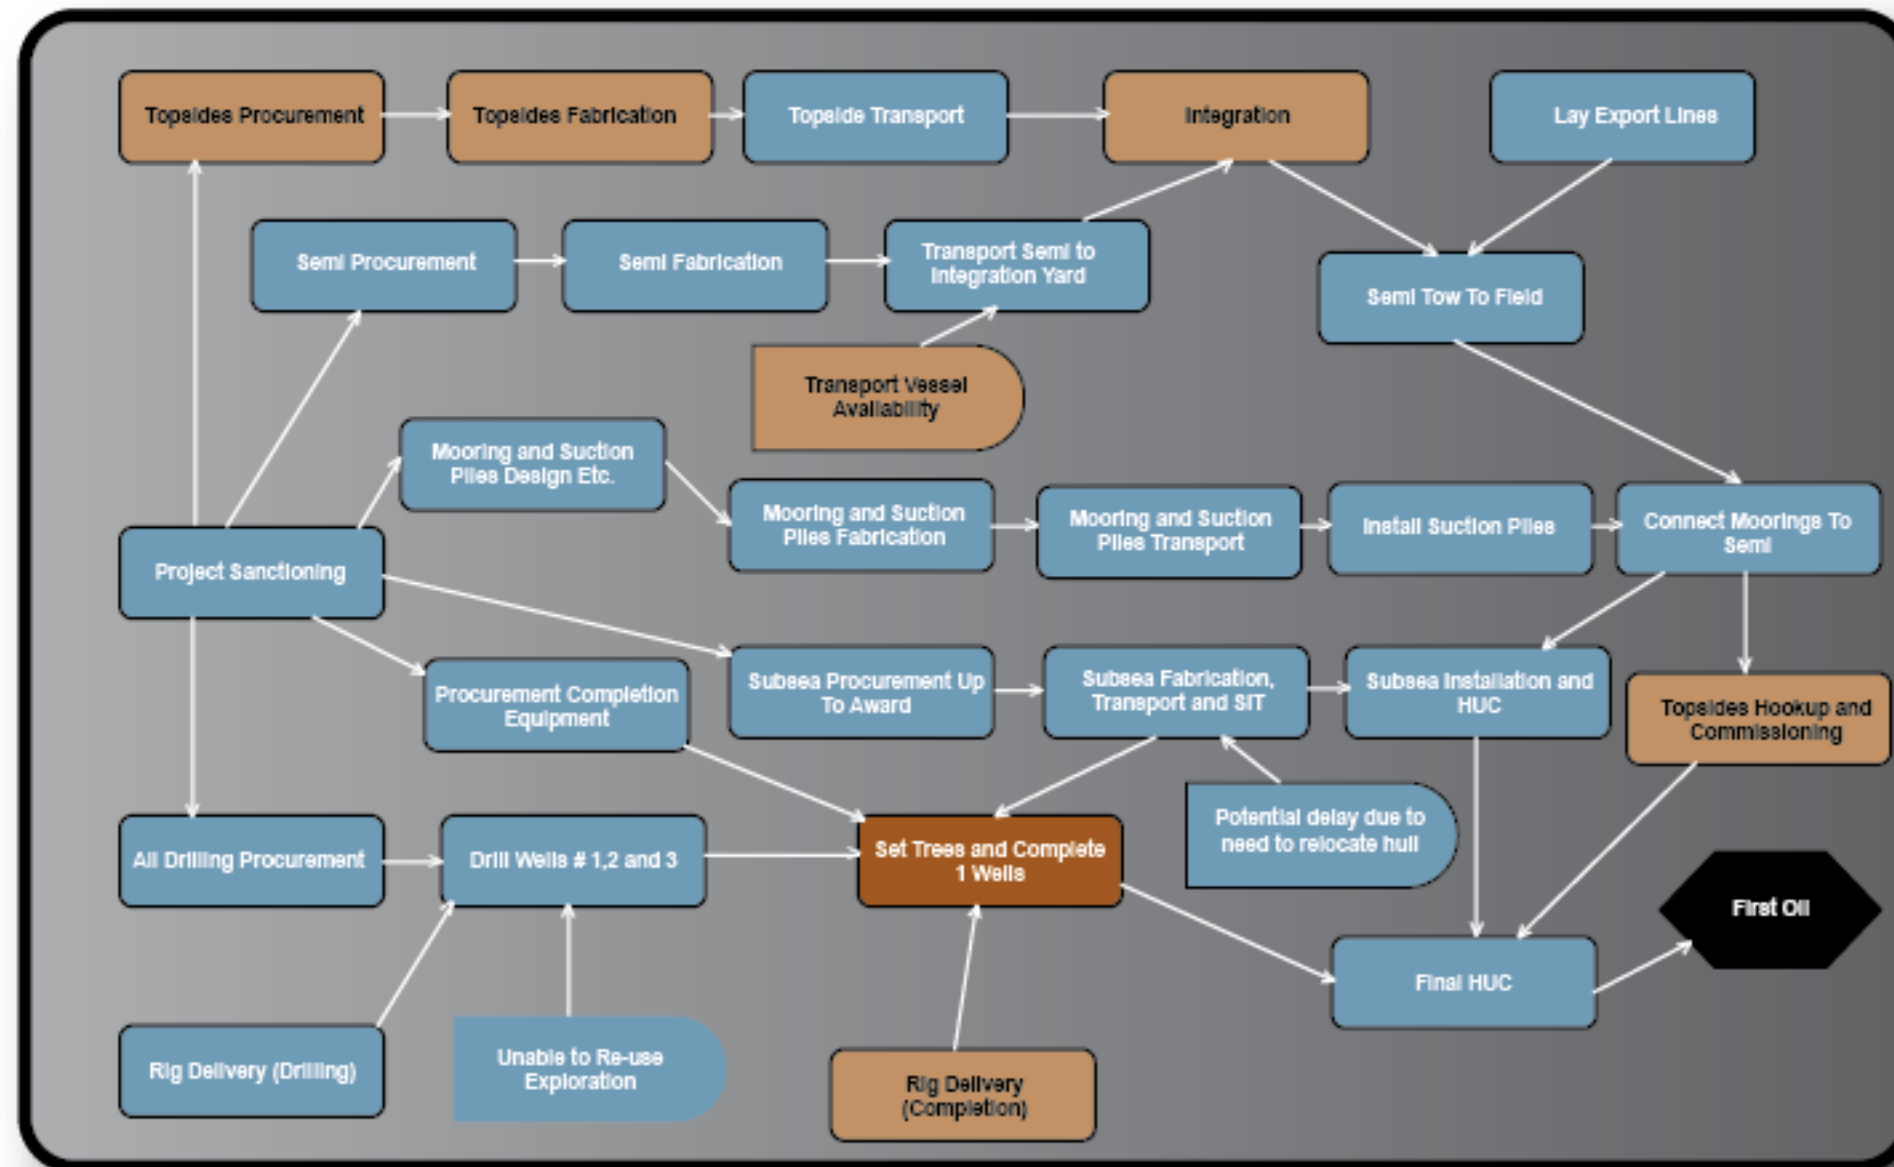 Topsides Procurement
Topsides Fabrication
Topside Transport
Integration
Lay Export Lines
Semi Procurement
Semi Fabrication
Transport Semi to
Integration Yard
Semi Tow To Field
Transport Vessel
Availability
Mooring and Suction
Piles Design Etc.
Mooring and Suction
Piles Fabrication
Mooring and Suction
Piles Transport
Install Suction Piles
Connect Moorings To
Semi
Project Sanctioning
Procurement Completion
Equipment
Subsea Procurement Up
To Award
Subsea Fabrication,
Transport and SIT
Subsea Installation and
HUC
Topsides Hookup and
Commissioning
Potential delay due to
need to relocate hull
All Drilling Procurement
Drill Wells # 1,2 and 3
Set Trees and Complete
1 Wells
First Oil
Final HUC
Rig Delivery (Drilling)
Unable to Re-use
Exploration
Rig Delivery
(Completion)